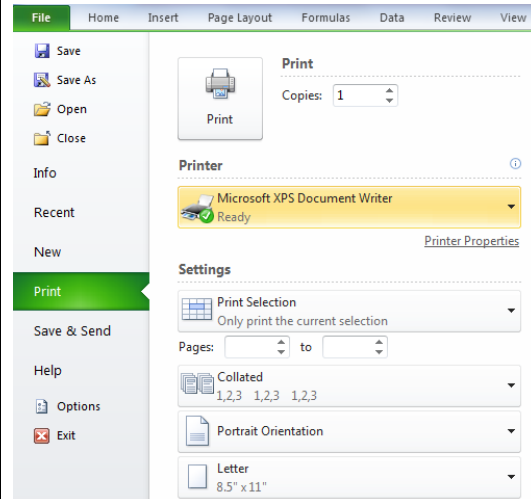 File Home Insert Page Layout Formulas Data Review View
Save
Save As
Open
Close
Info
Recent
New
Print
Save & Send
Help
Options
Exit
Print
Print
Copies: 1
Printer
Microsoft XPS Document Writer
Ready
Printer Properties
Settings
Print Selection
Only print the current selection
Pages: to
Collated
1,2,3 1,2,3 1,2,3
Portrait Orientation
Letter
8.5" x 11"